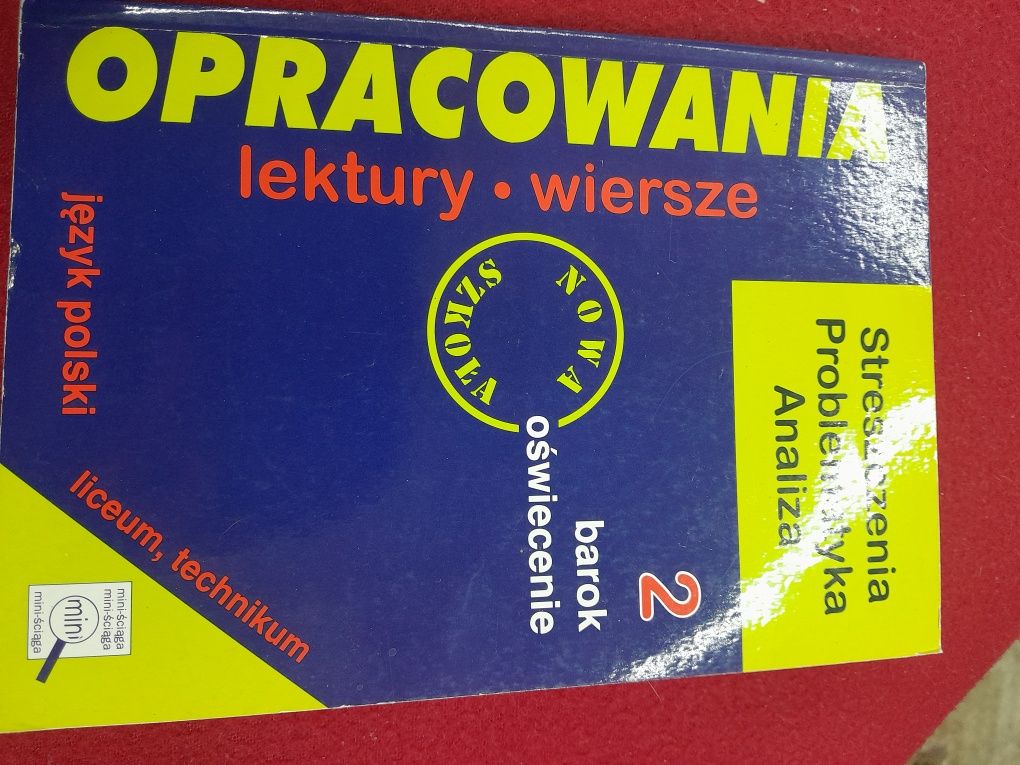 OPRACOWANIA
lektury • wiersze
Streszczenia
Problematyka
Analiza
NOWA
SZKOŁA
2
barok
oświecenie
język polski
liceum, technikum
mini-ściąga
mini-ściąga
mini
mini-ściąga